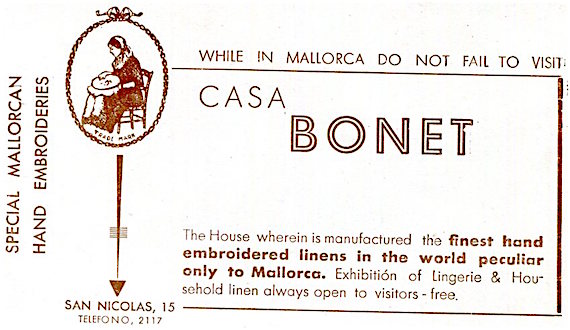 SPECIAL MALLORCAN
HAND EMBROIDERIES
TRADE MARK
SAN NICOLAS, 15
TELEFONO, 2117
WHILE IN MALLORCA DO NOT FAIL TO VISIT:
CASA
BONET
The House wherein is manufactured the finest hand
embroidered linens in the world peculiar
only to Mallorca. Exhibitión of Lingerie & Hou-
sehold linen always open to visitors - free.